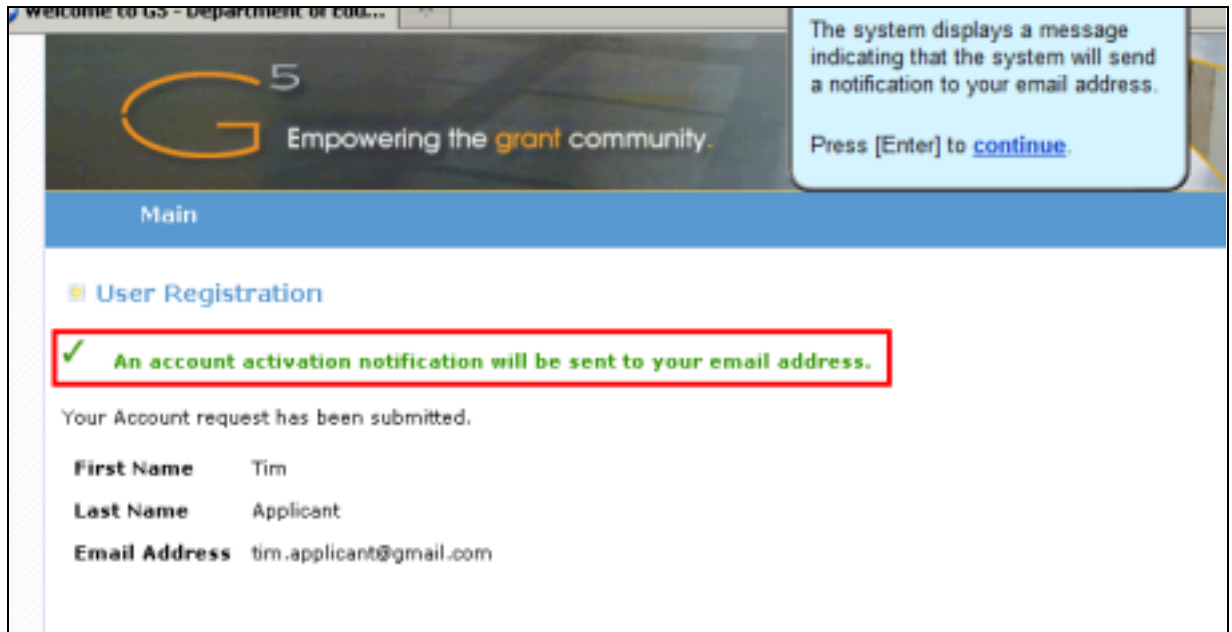 Welcome to G5 - Department of Edu...
The system displays a message
indicating that the system will send
a notification to your email address.
Press [Enter] to continue.
G5
Empowering the grant community.
Main
User Registration
✓ An account activation notification will be sent to your email address.
Your Account request has been submitted.
First Name Tim
Last Name Applicant
Email Address tim.applicant@gmail.com